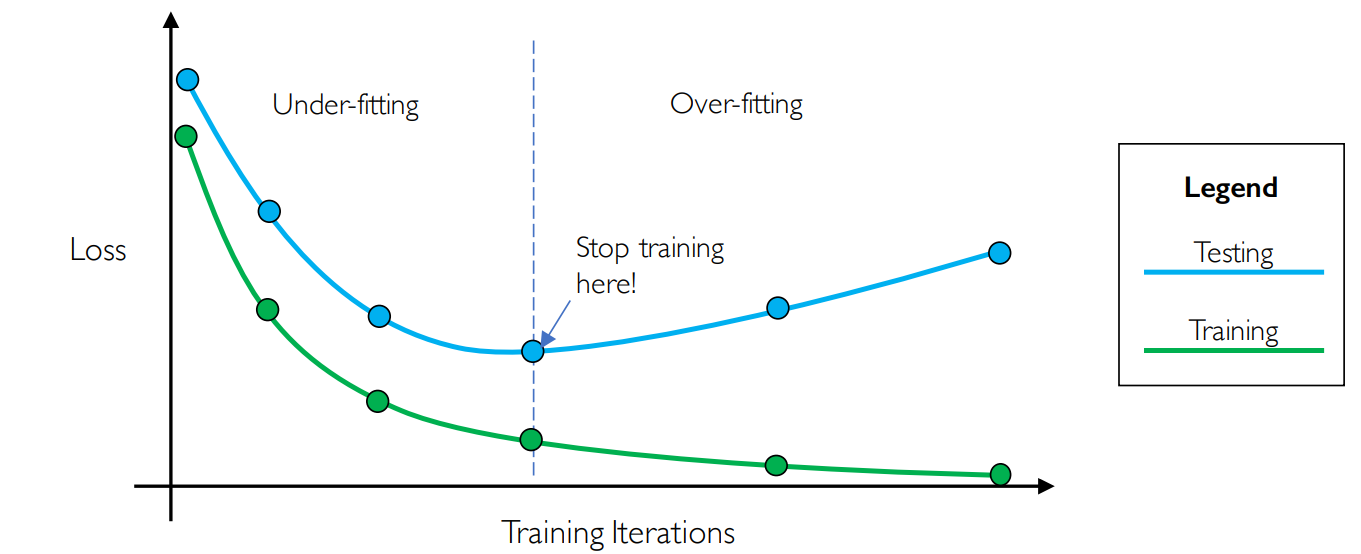 Under-fitting
Over-fitting
Legend
Testing
Training
Loss
Stop training
here!
Training Iterations